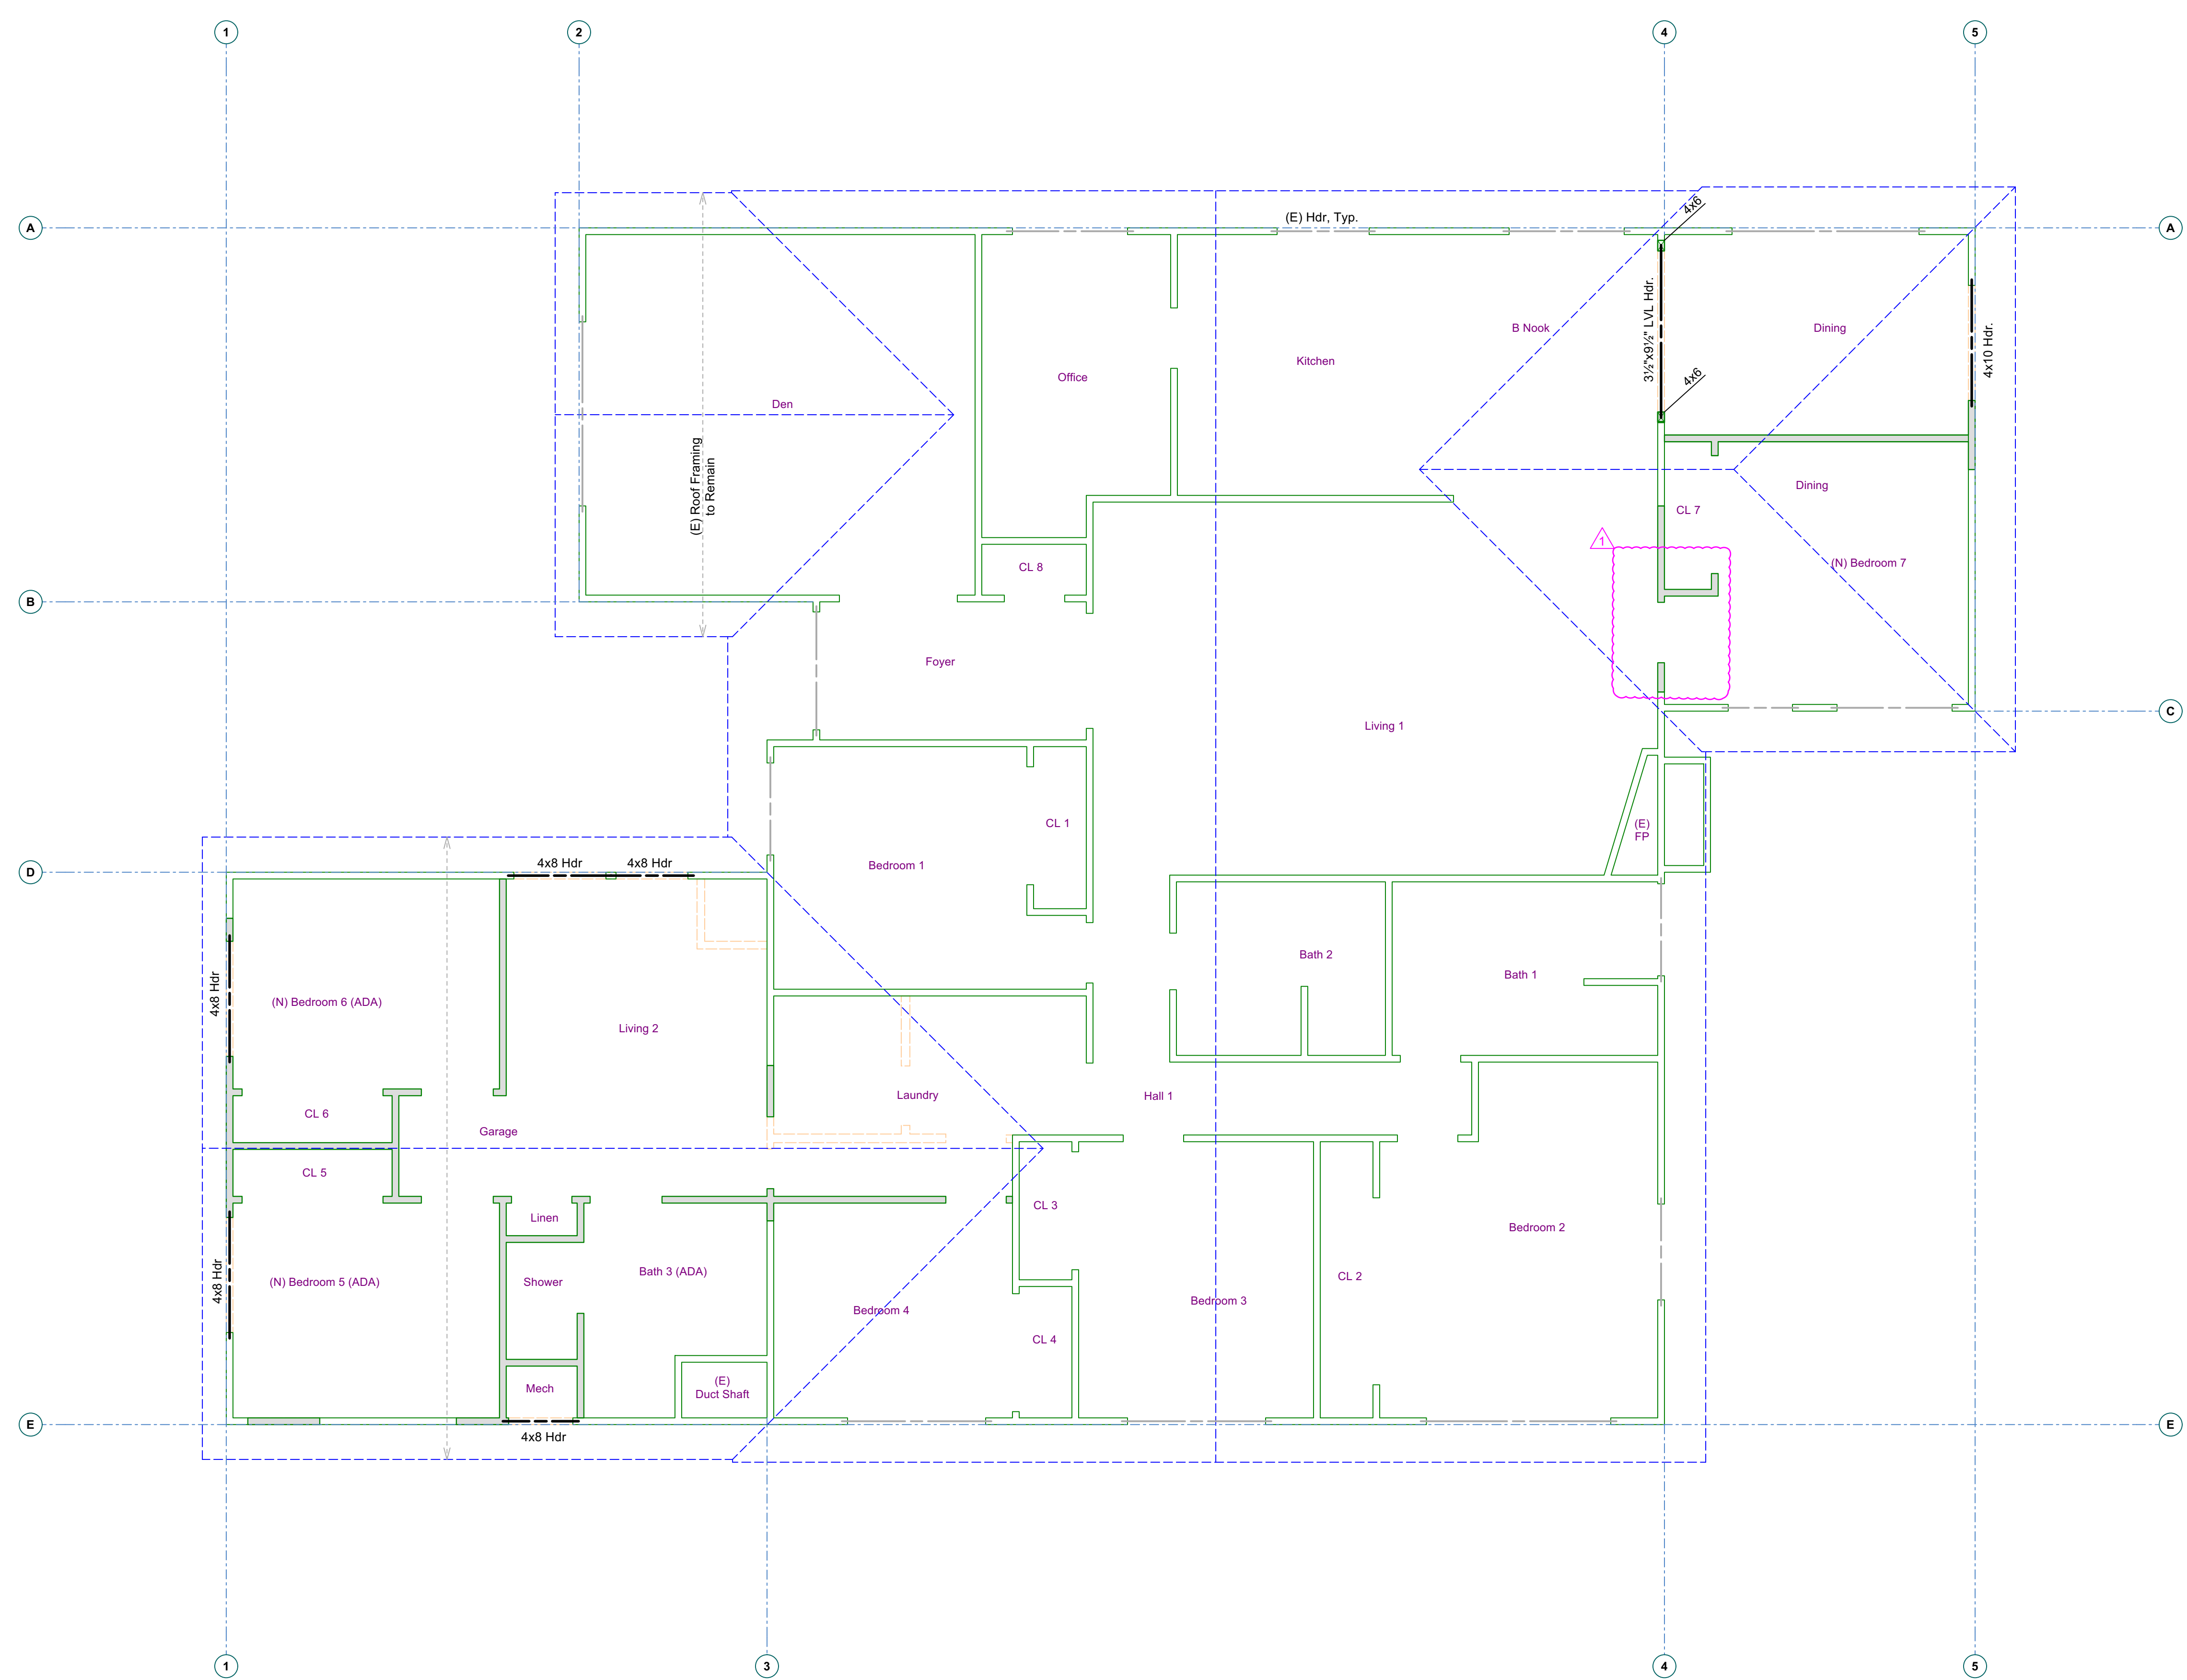 1
2
4
5
A
(E) Hdr, Typ.
4x6
A
3½"x9½" LVL Hdr.
B Nook
Dining
4x10 Hdr.
Kitchen
Office
4x6
Den
(E) Roof Framing
to Remain
Dining
CL 7
1
CL 8
(N) Bedroom 7
B
Foyer
C
Living 1
CL 1
(E)
FP
4x8 Hdr
4x8 Hdr
Bedroom 1
D
Bath 2
Bath 1
4x8 Hdr
(N) Bedroom 6 (ADA)
Living 2
Laundry
Hall 1
CL 6
Garage
CL 5
CL 3
Linen
Bedroom 2
4x8 Hdr
(N) Bedroom 5 (ADA)
Shower
Bath 3 (ADA)
CL 2
Bedroom 4
Bedroom 3
CL 4
Mech
(E)
Duct Shaft
E
4x8 Hdr
E
1
3
4
5